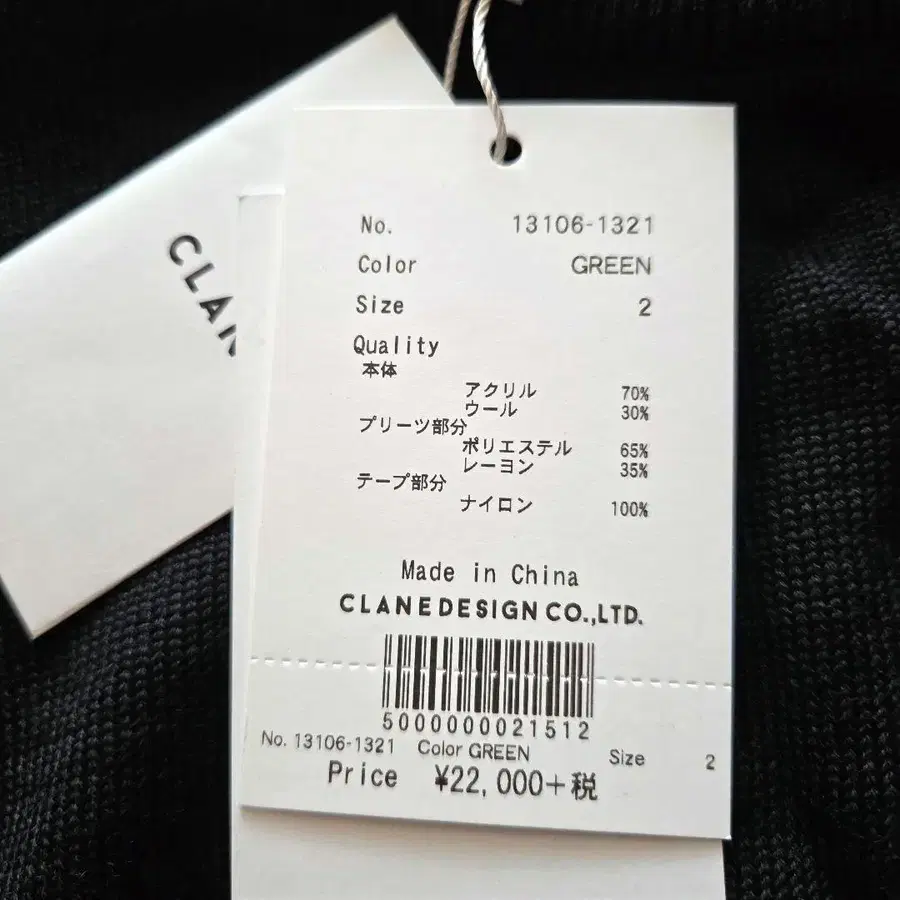 CLAN
No. 13106-1321
Color GREEN
Size 2
Quality
本体
アクリル 70%
ウール 30%
プリーツ部分
ポリエステル 65%
レーヨン 35%
テープ部分
ナイロン 100%
Made in China
CLANEDESIGN CO.,LTD.
5000000021512
No. 13106-1321 Color GREEN Size 2
Price ¥22,000+税